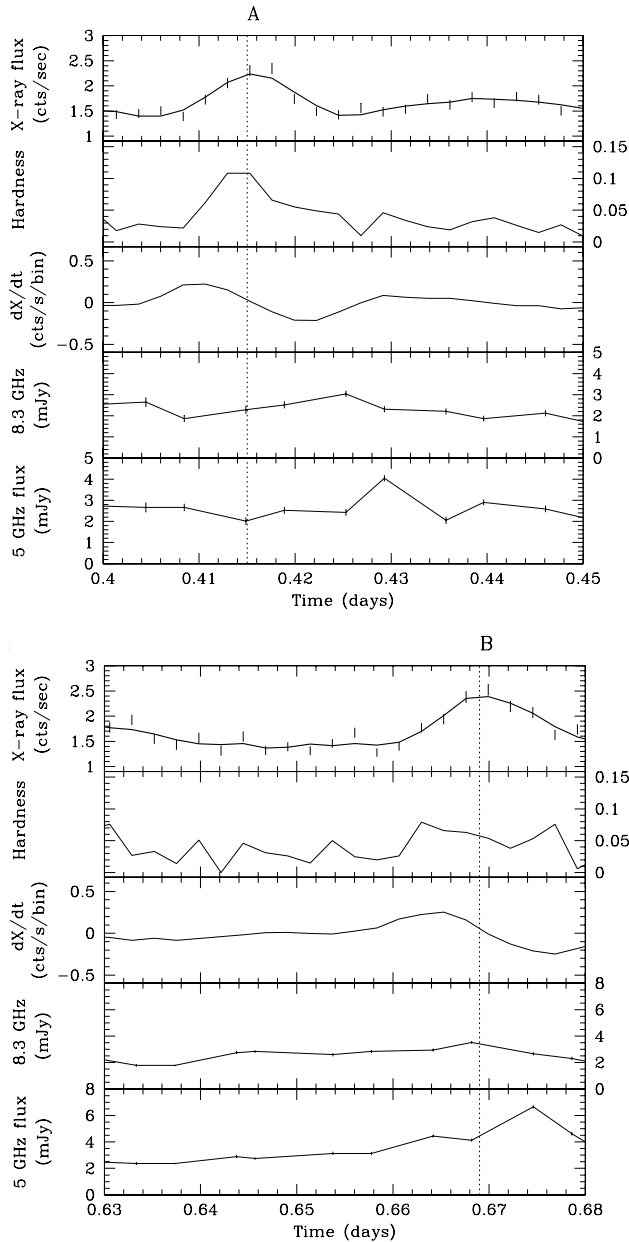 A
X-ray flux
(cts/sec)
3
2.5
2
1.5
1
Hardness
0.15
0.1
0.05
0
dX/dt
(cts/s/bin)
0.5
0
-0.5
8.3 GHz
(mJy)
5
4
3
2
1
0
5 GHz flux
(mJy)
5
4
3
2
1
0
0.4 0.41 0.42 0.43 0.44 0.45
Time (days)
B
X-ray flux
(cts/sec)
3
2.5
2
1.5
1
Hardness
0.15
0.1
0.05
0
dX/dt
(cts/s/bin)
0.5
0
-0.5
8.3 GHz
(mJy)
8
6
4
2
0
5 GHz flux
(mJy)
8
6
4
2
0
0.63 0.64 0.65 0.66 0.67 0.68
Time (days)